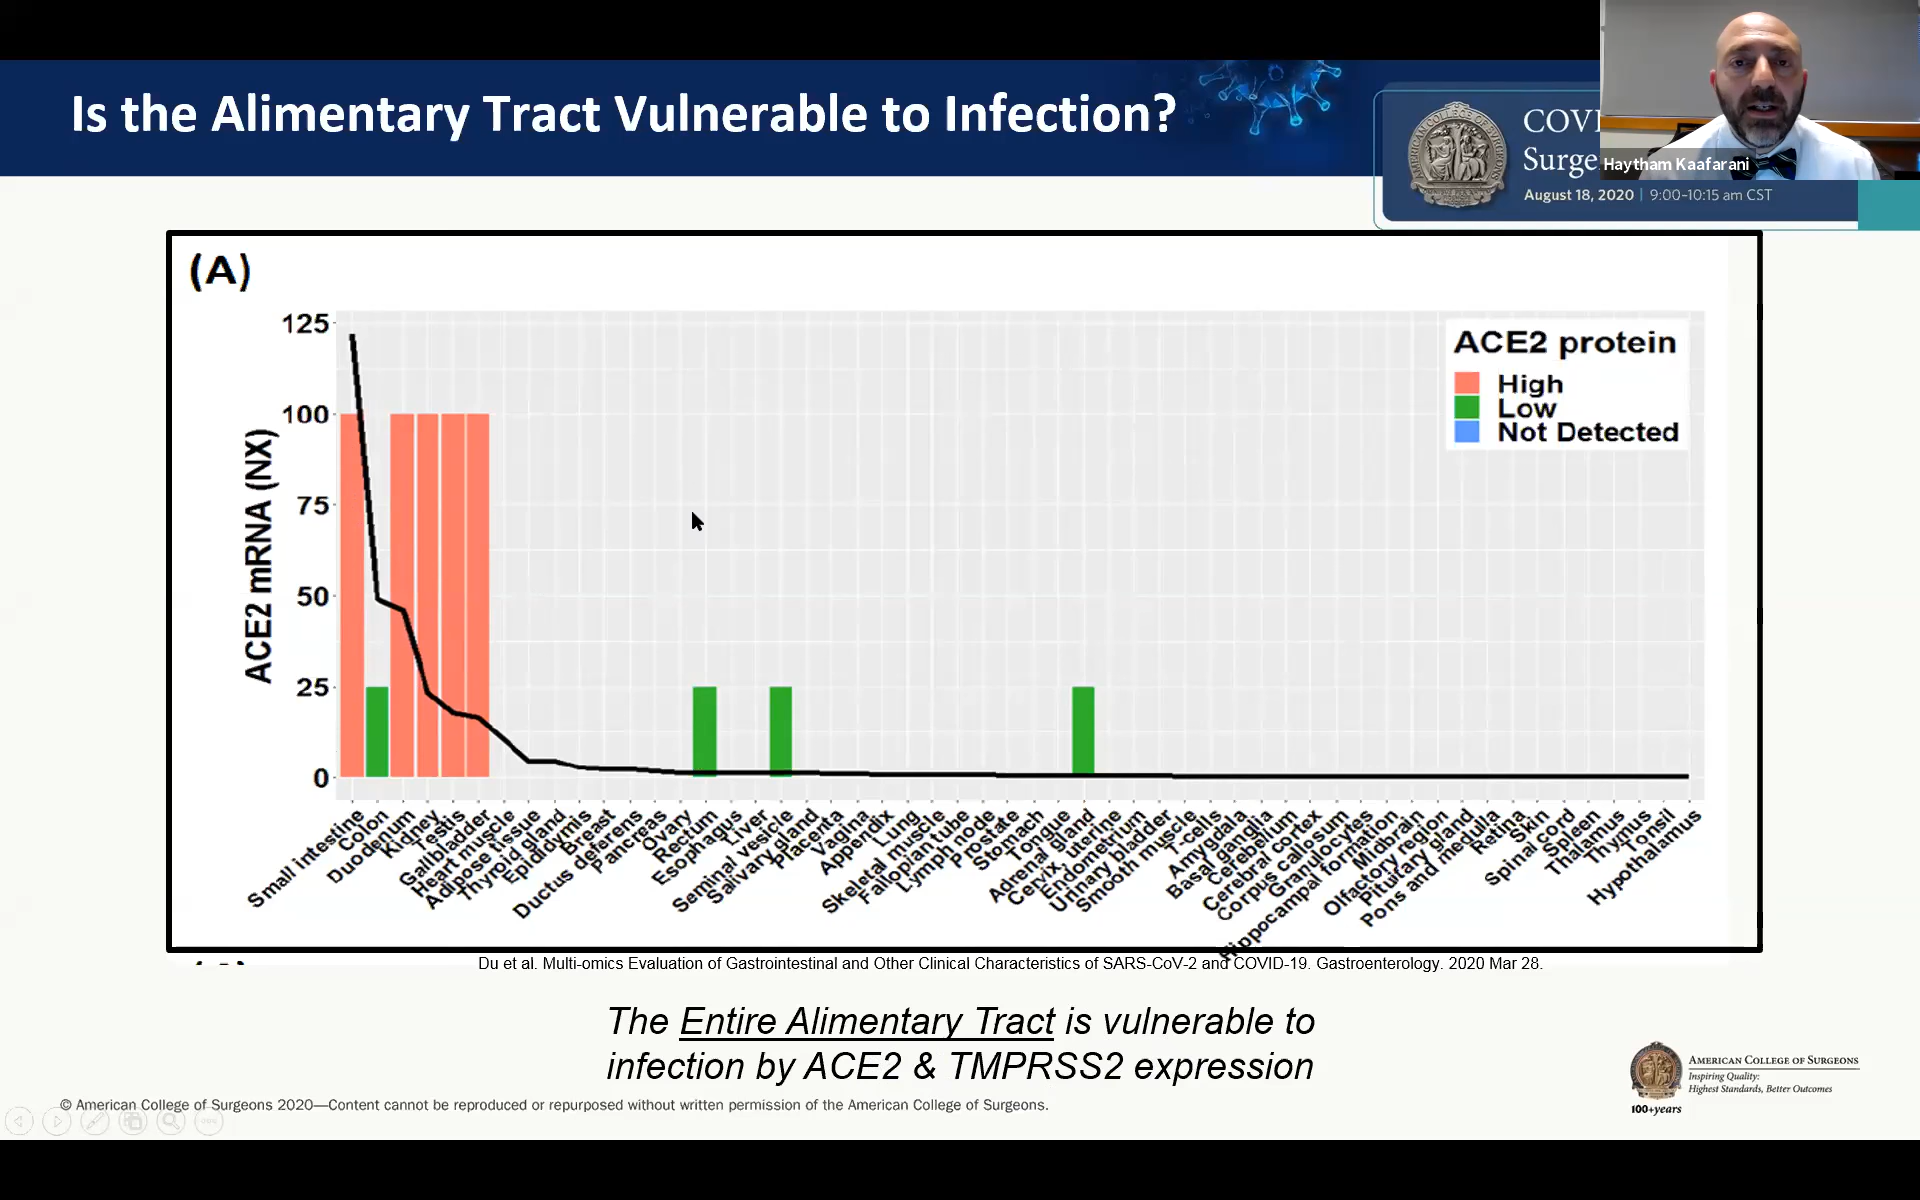 Is the Alimentary Tract Vulnerable to Infection?
COVI
Surge
August 18, 2020 | 9:00–10:15 am CST
Haytham Kaafarani
(A)
125
100
75
50
25
0
ACE2 mRNA (NX)
ACE2 protein
High
Low
Not Detected
Small intestine
Colon
Duodenum
Kidney
Testis
Gallbladder
Heart muscle
Adipose tissue
Thyroid gland
Epididymis
Breast
Ductus deferens
Pancreas
Ovary
Rectum
Esophagus
Liver
Seminal vesicle
Salivary gland
Placenta
Vagina
Appendix
Lung
Skeletal muscle
Fallopian tube
Lymph node
Prostate
Stomach
Tongue
Adrenal gland
Cervix, uterine
Endometrium
Urinary bladder
Smooth muscle
T-cells
Amygdala
Basal ganglia
Cerebellum
Cerebral cortex
Corpus callosum
Granulocytes
Hippocampal formation
Midbrain
Olfactory region
Pituitary gland
Pons and medulla
Retina
Skin
Spinal cord
Spleen
Thalamus
Thymus
Tonsil
Hypothalamus
Du et al. Multi-omics Evaluation of Gastrointestinal and Other Clinical Characteristics of SARS-CoV-2 and COVID-19. Gastroenterology. 2020 Mar 28.
The Entire Alimentary Tract is vulnerable to
infection by ACE2 & TMPRSS2 expression
American College of Surgeons
Inspiring Quality:
Highest Standards, Better Outcomes
100+years
© American College of Surgeons 2020—Content cannot be reproduced or repurposed without written permission of the American College of Surgeons.